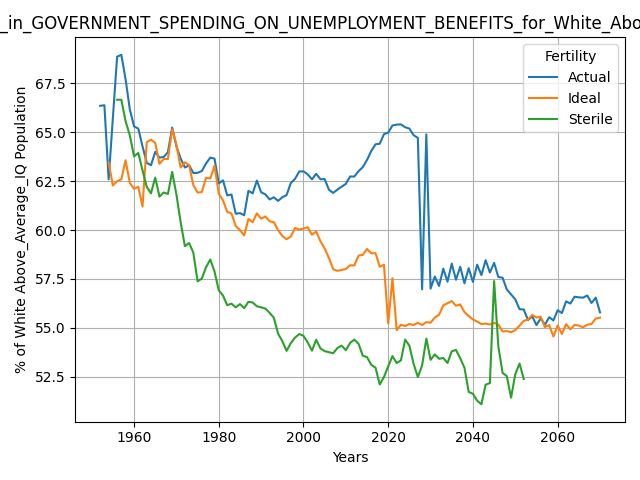 _in_GOVERNMENT_SPENDING_ON_UNEMPLOYMENT_BENEFITS_for_White_Abo
% of White Above_Average_IQ Population
67.5
65.0
62.5
60.0
57.5
55.0
52.5
Fertility
Actual
Ideal
Sterile
1960 1980 2000 2020 2040 2060
Years